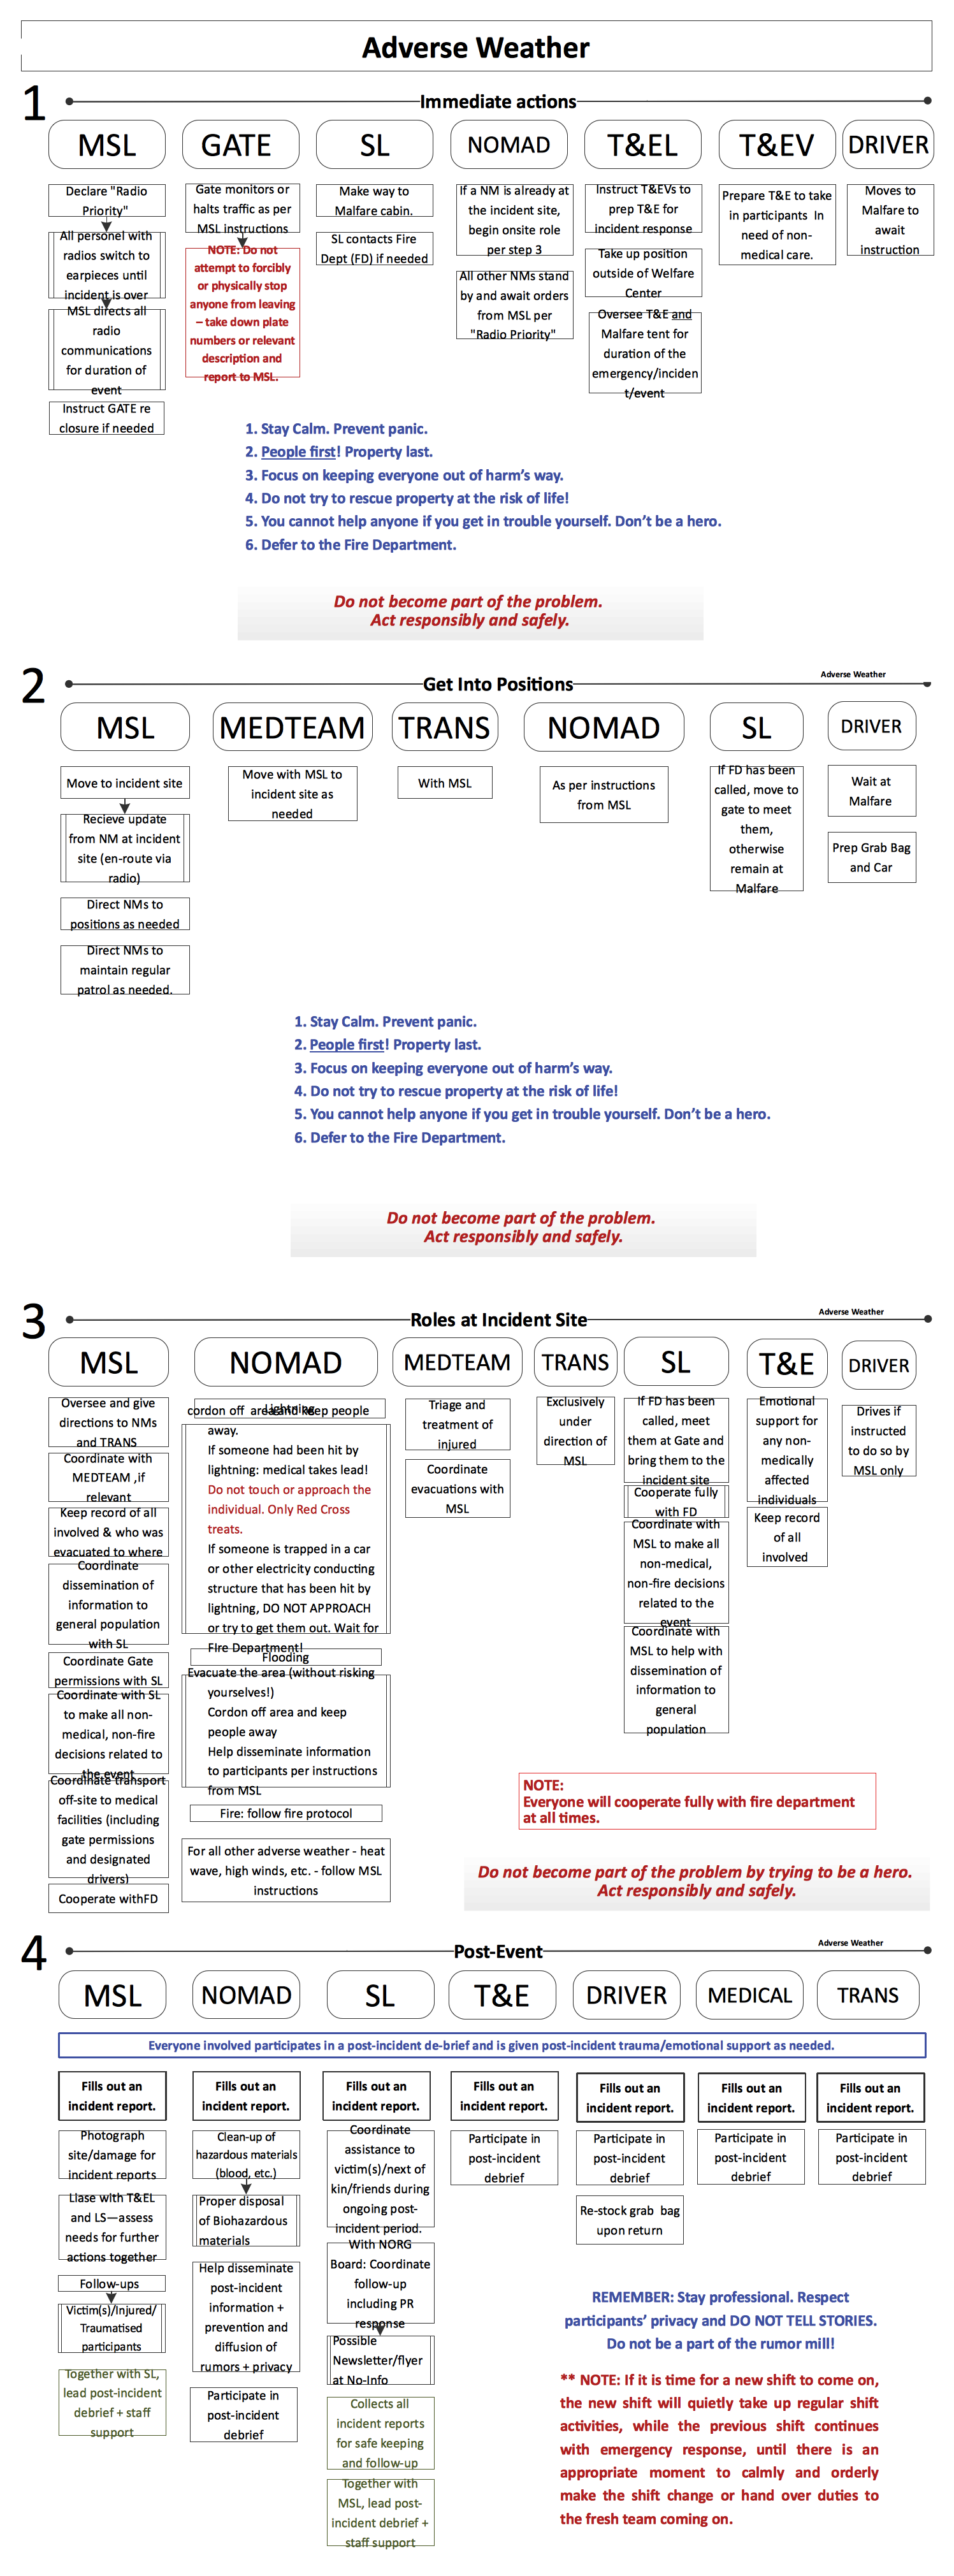 Adverse Weather
1
Immediate actions
MSL
GATE
SL
NOMAD
T&EL
T&EV
DRIVER
Declare "Radio
Priority"
All personel with
radios switch to
earpieces until
incident is over
MSL directs all
radio
communications
for duration of
event
Instruct GATE re
closure if needed
Gate monitors or
halts traffic as per
MSL instructions
NOTE: Do not
attempt to forcibly
or physically stop
anyone from leaving
– take down plate
numbers or relevant
description and
report to MSL.
Make way to
Malfare cabin.
SL contacts Fire
Dept (FD) if needed
If a NM is already at
the incident site,
begin onsite role
per step 3
All other NMs stand
by and await orders
from MSL per
"Radio Priority"
Instruct T&EVs to
prep T&E for
incident response
Take up position
outside of Welfare
Center
Oversee T&E and
Malfare tent for
duration of the
emergency/inciden
t/event
Prepare T&E to take
in participants In
need of non-
medical care.
Moves to
Malfare to
await
instruction
1. Stay Calm. Prevent panic.
2. People first! Property last.
3. Focus on keeping everyone out of harm's way.
4. Do not try to rescue property at the risk of life!
5. You cannot help anyone if you get in trouble yourself. Don't be a hero.
6. Defer to the Fire Department.
Do not become part of the problem.
Act responsibly and safely.
2
Get Into Positions
Adverse Weather
MSL
MEDTEAM
TRANS
NOMAD
SL
DRIVER
Move to incident site
Recieve update
from NM at incident
site (en-route via
radio)
Direct NMs to
positions as needed
Direct NMs to
maintain regular
patrol as needed.
Move with MSL to
incident site as
needed
With MSL
As per instructions
from MSL
If FD has been
called, move to
gate to meet
them,
otherwise
remain at
Malfare
Wait at
Malfare
Prep Grab Bag
and Car
1. Stay Calm. Prevent panic.
2. People first! Property last.
3. Focus on keeping everyone out of harm's way.
4. Do not try to rescue property at the risk of life!
5. You cannot help anyone if you get in trouble yourself. Don't be a hero.
6. Defer to the Fire Department.
Do not become part of the problem.
Act responsibly and safely.
3
Roles at Incident Site
Adverse Weather
MSL
NOMAD
MEDTEAM
TRANS
SL
T&E
DRIVER
Oversee and give
directions to NMs
and TRANS
Coordinate with
MEDTEAM ,if
relevant
Keep record of all
involved & who was
evacuated to where
Coordinate
dissemination of
information to
general population
with SL
Coordinate Gate
permissions with SL
Coordinate with SL
to make all non-
medical, non-fire
decisions related to
the event
Coordinate transport
off-site to medical
facilities (including
gate permissions
and designated
drivers)
Cooperate withFD
Lightning
cordon off area and keep people
away.
If someone had been hit by
lightning: medical takes lead!
Do not touch or approach the
individual. Only Red Cross
treats.
If someone is trapped in a car
or other electricity conducting
structure that has been hit by
lightning, DO NOT APPROACH
or try to get them out. Wait for
FIre Department!
Flooding
Evacuate the area (without risking
yourselves!)
Cordon off area and keep
people away
Help disseminate information
to participants per instructions
from MSL
Fire: follow fire protocol
For all other adverse weather - heat
wave, high winds, etc. - follow MSL
instructions
Triage and
treatment of
injured
Coordinate
evacuations with
MSL
Exclusively
under
direction of
MSL
If FD has been
called, meet
them at Gate and
bring them to the
incident site
Cooperate fully
with FD
Coordinate with
MSL to make all
non-medical,
non-fire decisions
related to the
event
Coordinate with
MSL to help with
dissemination of
information to
general
population
Emotional
support for
any non-
medically
affected
individuals
Keep record
of all
involved
Drives if
instructed
to do so by
MSL only
NOTE:
Everyone will cooperate fully with fire department
at all times.
Do not become part of the problem by trying to be a hero.
Act responsibly and safely.
4
Post-Event
Adverse Weather
MSL
NOMAD
SL
T&E
DRIVER
MEDICAL
TRANS
Everyone involved participates in a post-incident de-brief and is given post-incident trauma/emotional support as needed.
Fills out an
incident report.
Photograph
site/damage for
incident reports
Liase with T&EL
and LS—assess
needs for further
actions together
Follow-ups
Victim(s)/Injured/
Traumatised
participants
Together with SL,
lead post-incident
debrief + staff
support
Fills out an
incident report.
Clean-up of
hazardous materials
(blood, etc.)
Proper disposal
of Biohazardous
materials
Help disseminate
post-incident
information +
prevention and
diffusion of
rumors + privacy
Participate in
post-incident
debrief
Fills out an
incident report.
Coordinate
assistance to
victim(s)/next of
kin/friends during
ongoing post-
incident period.
With NORG
Board: Coordinate
follow-up
including PR
response
Possible
Newsletter/flyer
at No-Info
Collects all
incident reports
for safe keeping
and follow-up
Together with
MSL, lead post-
incident debrief +
staff support
Fills out an
incident report.
Participate in
post-incident
debrief
Fills out an
incident report.
Participate in
post-incident
debrief
Re-stock grab bag
upon return
Fills out an
incident report.
Participate in
post-incident
debrief
Fills out an
incident report.
Participate in
post-incident
debrief
REMEMBER: Stay professional. Respect
participants' privacy and DO NOT TELL STORIES.
Do not be a part of the rumor mill!
** NOTE: If it is time for a new shift to come on,
the new shift will quietly take up regular shift
activities, while the previous shift continues
with emergency response, until there is an
appropriate moment to calmly and orderly
make the shift change or hand over duties to
the fresh team coming on.